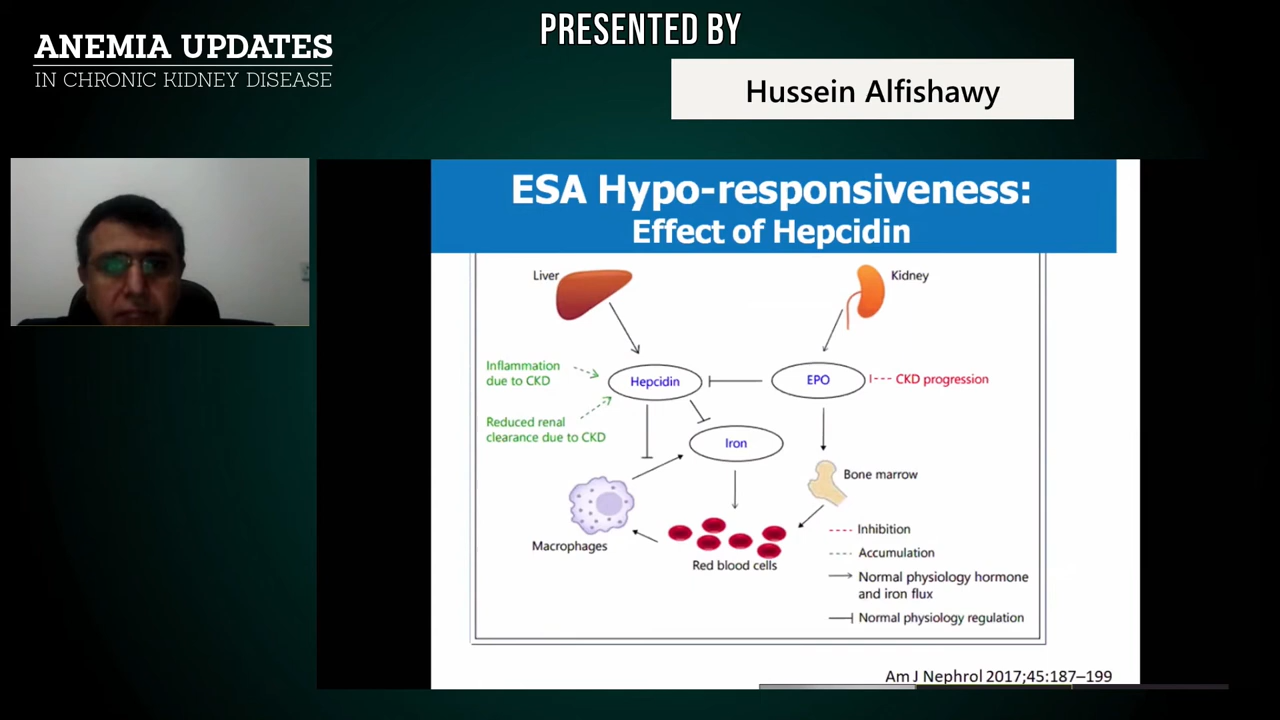 PRESENTED BY
ANEMIA UPDATES
IN CHRONIC KIDNEY DISEASE
Hussein Alfishawy
ESA Hypo-responsiveness:
Effect of Hepcidin
Liver
Kidney
Inflammation
due to CKD
Hepcidin
EPO
CKD progression
Reduced renal
clearance due to CKD
Iron
Bone marrow
Macrophages
Red blood cells
Inhibition
Accumulation
Normal physiology hormone
and iron flux
Normal physiology regulation
Am J Nephrol 2017;45:187–199